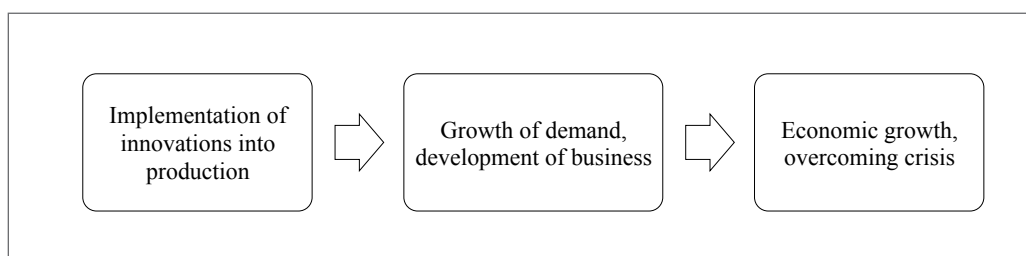 Implementation of
innovations into
production
Growth of demand,
development of business
Economic growth,
overcoming crisis